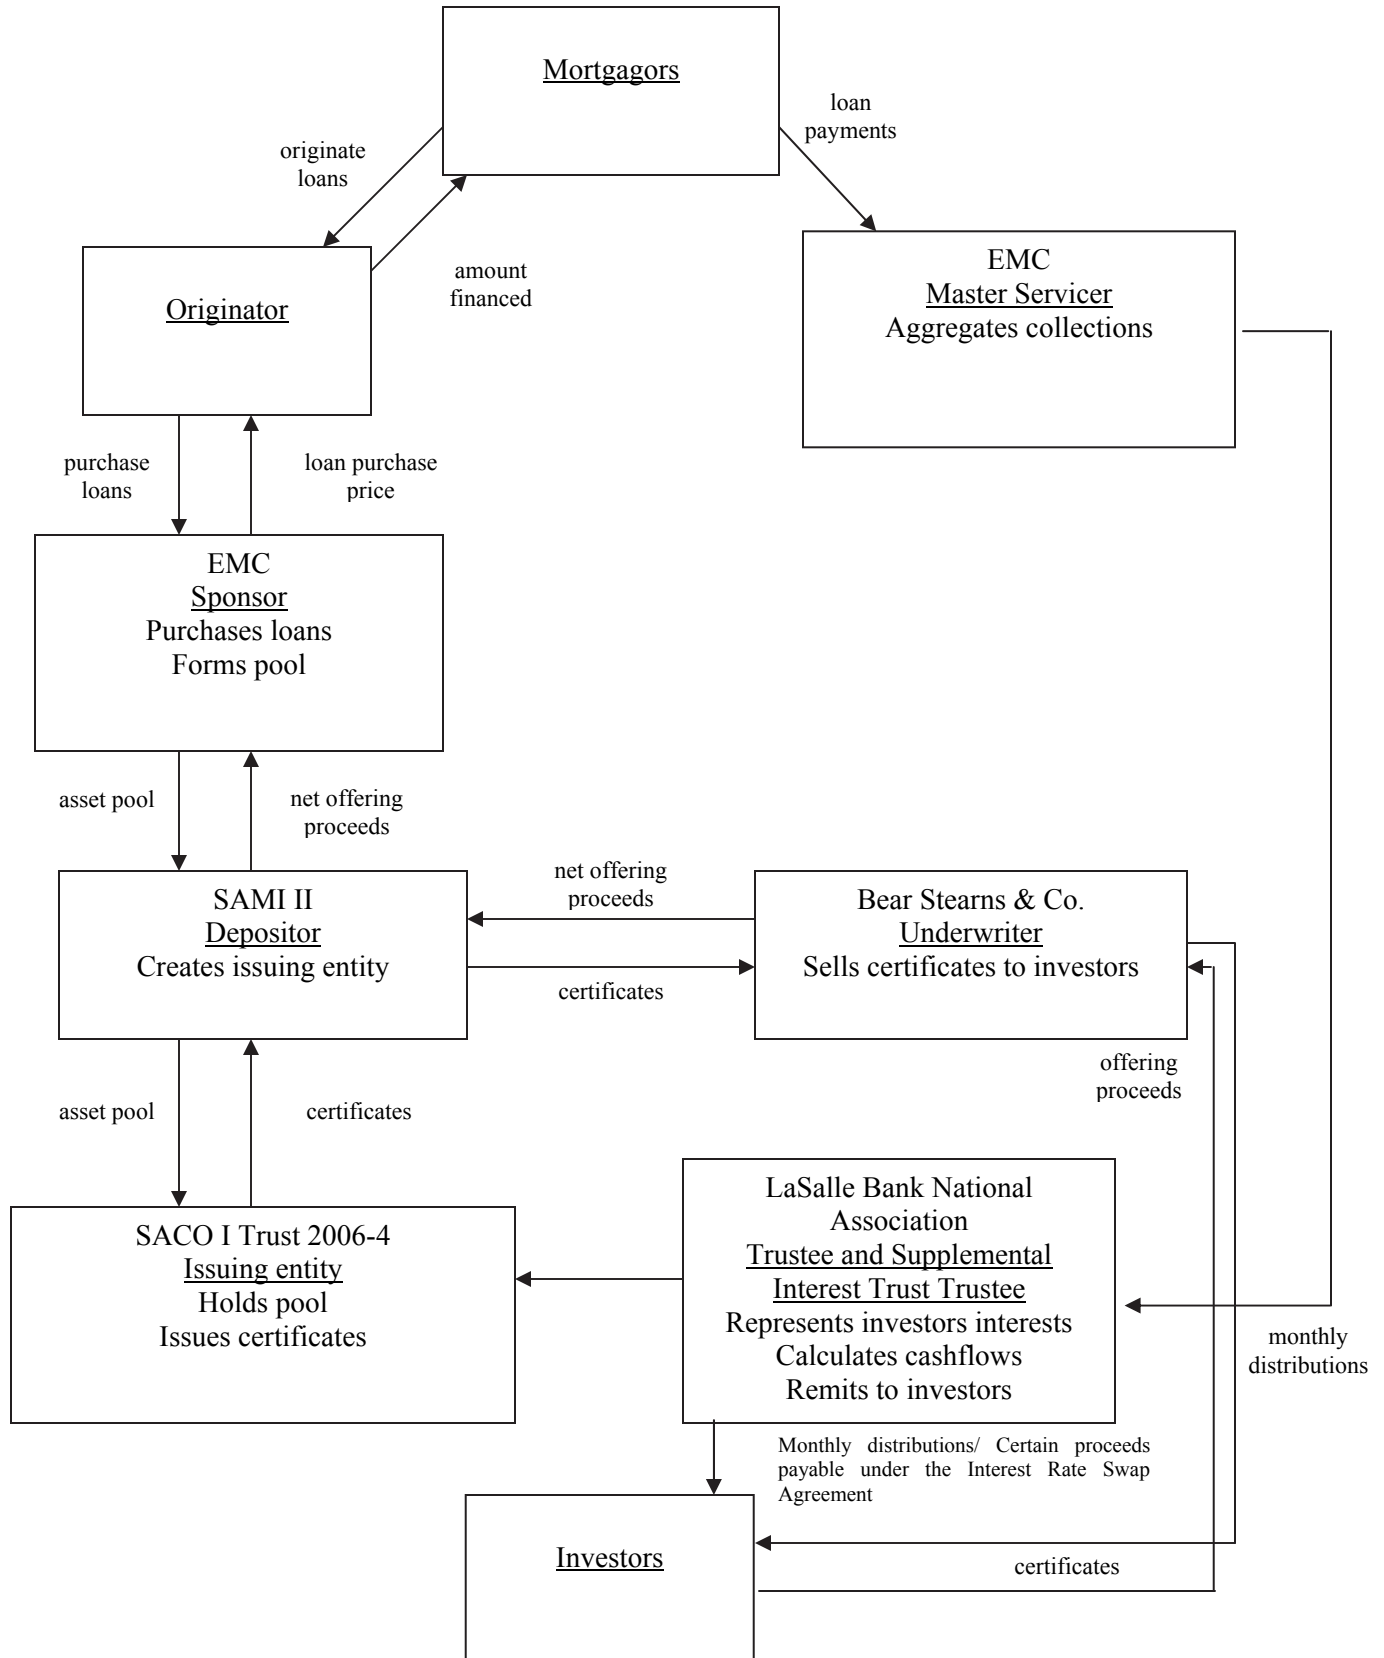 Mortgagors
loan
payments
originate
loans
amount
financed
Originator
EMC
Master Servicer
Aggregates collections
purchase
loans
loan purchase
price
EMC
Sponsor
Purchases loans
Forms pool
asset pool
net offering
proceeds
SAMI II
Depositor
Creates issuing entity
net offering
proceeds
certificates
Bear Stearns & Co.
Underwriter
Sells certificates to investors
offering
proceeds
asset pool
certificates
SACO I Trust 2006-4
Issuing entity
Holds pool
Issues certificates
LaSalle Bank National
Association
Trustee and Supplemental
Interest Trust Trustee
Represents investors interests
Calculates cashflows
Remits to investors
monthly
distributions
Monthly distributions/ Certain proceeds
payable under the Interest Rate Swap
Agreement
Investors
certificates